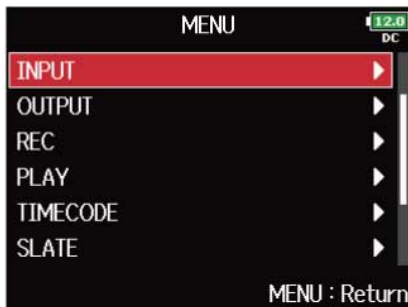 MENU
12.0
DC
INPUT
OUTPUT
REC
PLAY
TIMECODE
SLATE
MENU : Return